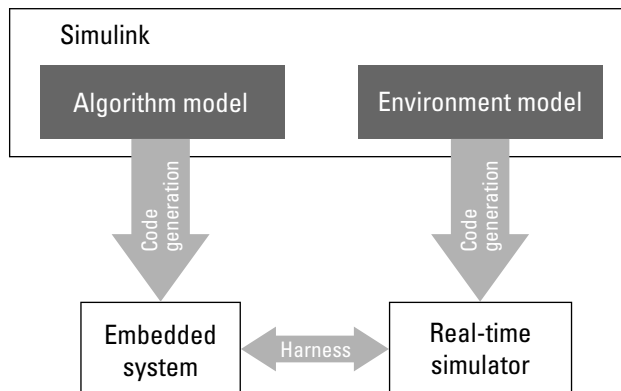 Simulink
Algorithm model
Environment model
Code
generation
Code
generation
Embedded
system
Harness
Real-time
simulator